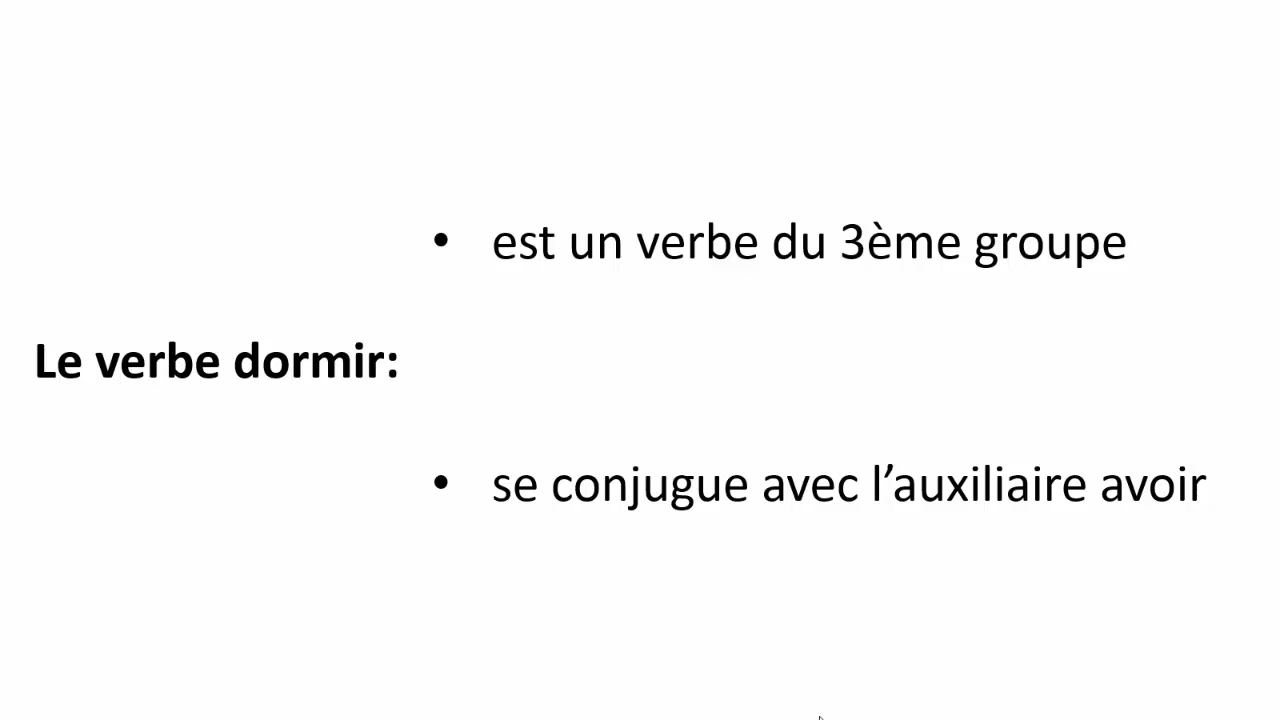 • est un verbe du 3ème groupe
Le verbe dormir:
• se conjugue avec l’auxiliaire avoir